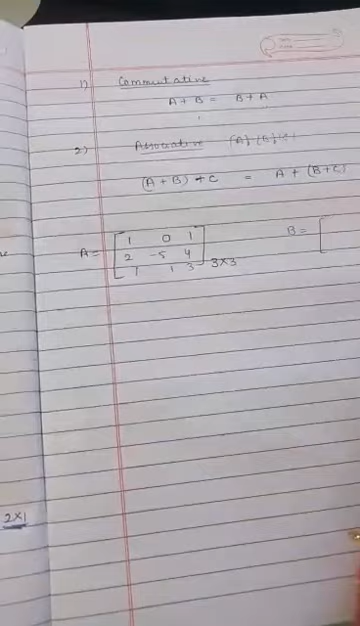 1) Commutative
A + B = B + A
2) Associative
(A + B) + C = A + (B + C)
A = [ 1 0 1 B = [
2 -5 4
1 1 3 ] 3×3
2×1